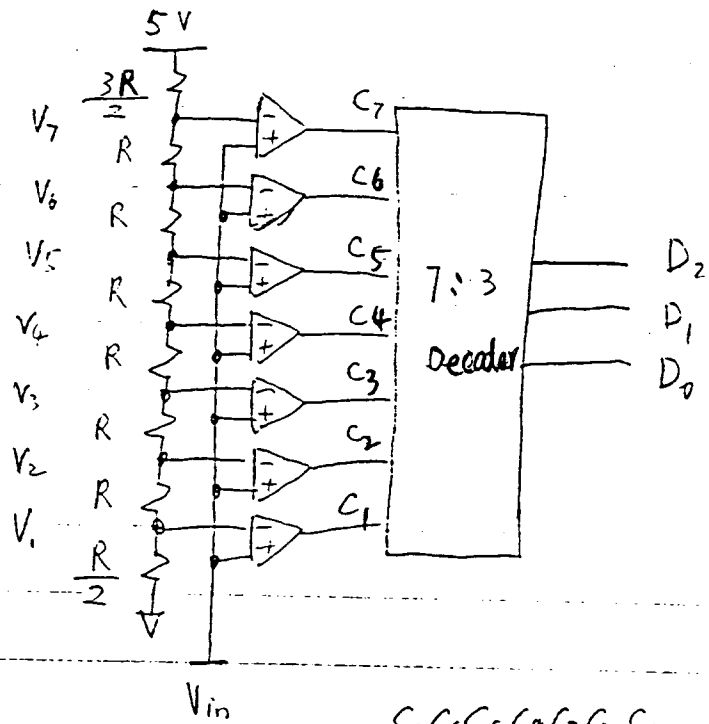 5 V
3R/2
V7
R
C7
V6
R
C6
V5
R
C5
V4
R
C4
V3
R
C3
V2
R
C2
V1
R
C1
R/2
- +
- +
- +
- +
- +
- +
- +
7:3
Decoder
D2
D1
D0
Vin